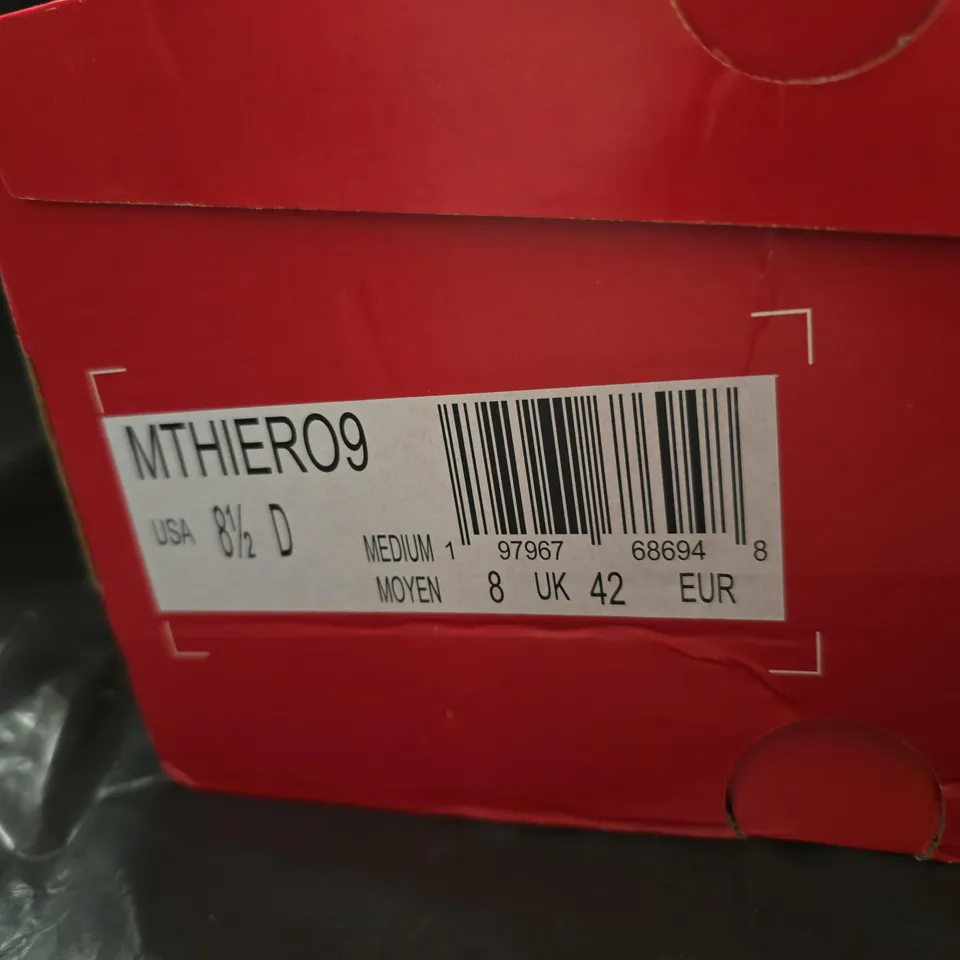 MTHIERO9
USA 8½ D
MEDIUM
MOYEN
1 97967 68694 8
8 UK 42 EUR